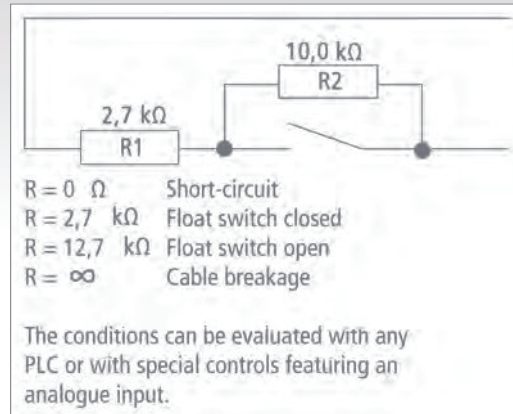 10,0 kΩ
R2
2,7 kΩ
R1
R = 0 Ω Short-circuit
R = 2,7 kΩ Float switch closed
R = 12,7 kΩ Float switch open
R = ∞ Cable breakage
The conditions can be evaluated with any
PLC or with special controls featuring an
analogue input.